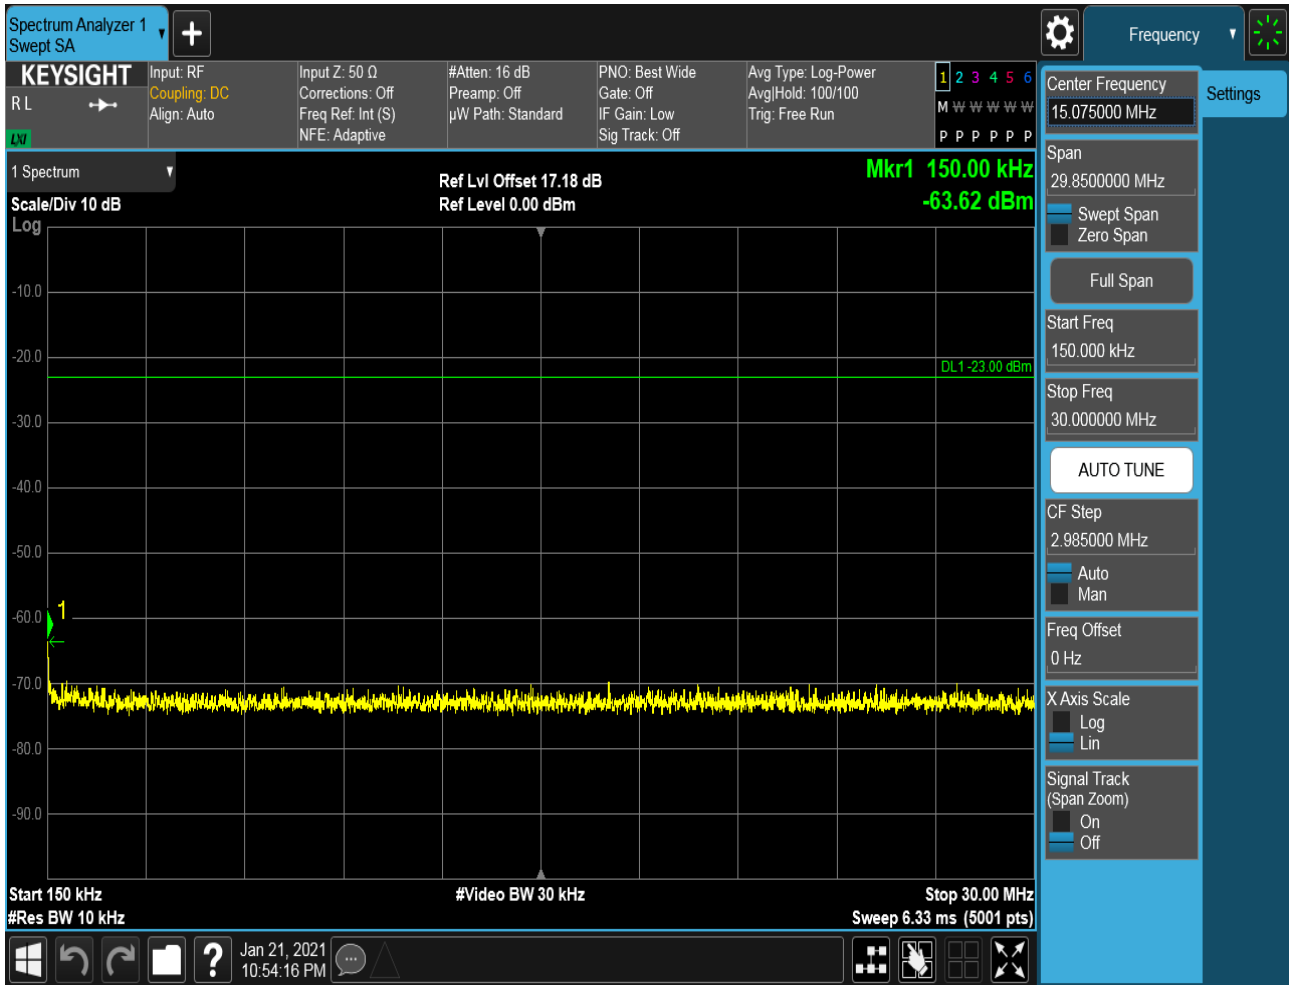 Spectrum Analyzer 1
Swept SA
Frequency
KEYSIGHT
R L
LXI
Input: RF
Coupling: DC
Align: Auto
Input Z: 50 Ω
Corrections: Off
Freq Ref: Int (S)
NFE: Adaptive
#Atten: 16 dB
Preamp: Off
µW Path: Standard
PNO: Best Wide
Gate: Off
IF Gain: Low
Sig Track: Off
Avg Type: Log-Power
Avg|Hold: 100/100
Trig: Free Run
1 2 3 4 5 6
M W W W W W
P P P P P P
1 Spectrum
Scale/Div 10 dB
Log
Ref Lvl Offset 17.18 dB
Ref Level 0.00 dBm
Mkr1 150.00 kHz
-63.62 dBm
-10.0
-20.0
DL1 -23.00 dBm
-30.0
-40.0
-50.0
-60.0
1
-70.0
-80.0
-90.0
Start 150 kHz
#Res BW 10 kHz
#Video BW 30 kHz
Stop 30.00 MHz
Sweep 6.33 ms (5001 pts)
Jan 21, 2021
10:54:16 PM
Center Frequency
15.075000 MHz
Settings
Span
29.8500000 MHz
Swept Span
Zero Span
Full Span
Start Freq
150.000 kHz
Stop Freq
30.000000 MHz
AUTO TUNE
CF Step
2.985000 MHz
Auto
Man
Freq Offset
0 Hz
X Axis Scale
Log
Lin
Signal Track
(Span Zoom)
On
Off